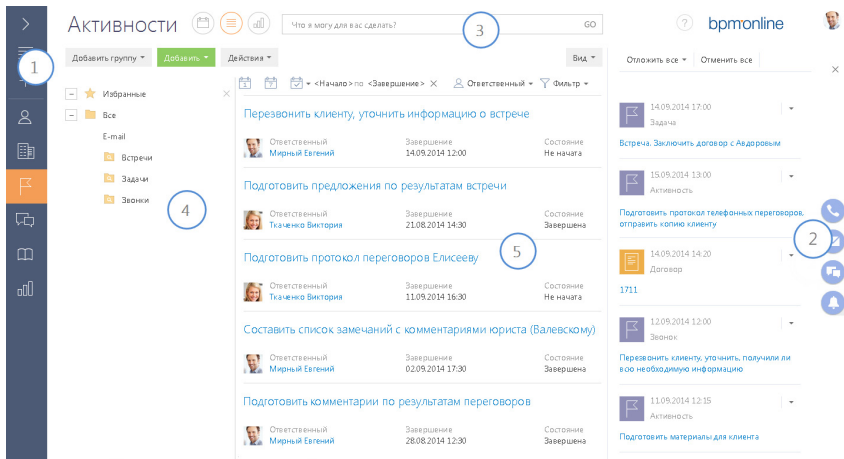 Активности
Что я могу для вас сделать?
GO
3
?
bpm'online
1
Добавить группу
Добавить
Действия
Вид
Отложить все
Отменить все
<Начало> по <Завершение>
Ответственный
Фильтр
Избранные
Все
E-mail
Встречи
Задачи
Звонки
4
Перезвонить клиенту, уточнить информацию о встрече
Ответственный Завершение Состояние
Мирный Евгений 14.09.2014 12:00 Не начата
Подготовить предложения по результатам встречи
Ответственный Завершение Состояние
Ткаченко Виктория 21.08.2014 14:30 Завершена
Подготовить протокол переговоров Елисееву
5
Ответственный Завершение Состояние
Ткаченко Виктория 11.09.2014 16:30 Не начата
Составить список замечаний с комментариями юриста (Валевскому)
Ответственный Завершение Состояние
Мирный Евгений 02.09.2014 17:30 Завершена
Подготовить комментарии по результатам переговоров
Ответственный Завершение Состояние
Мирный Евгений 28.08.2014 12:30 Завершена
14.09.2014 17:00
Задача
Встреча. Заключить договор с Авдоровым
15.09.2014 13:00
Активность
Подготовить протокол телефонных переговоров,
отправить копию клиенту
2
14.09.2014 14:20
Договор
1711
12.09.2014 12:00
Звонок
Перезвонить клиенту, уточнить, получили ли
всю необходимую информацию
11.09.2014 12:15
Активность
Подготовить материалы для клиента